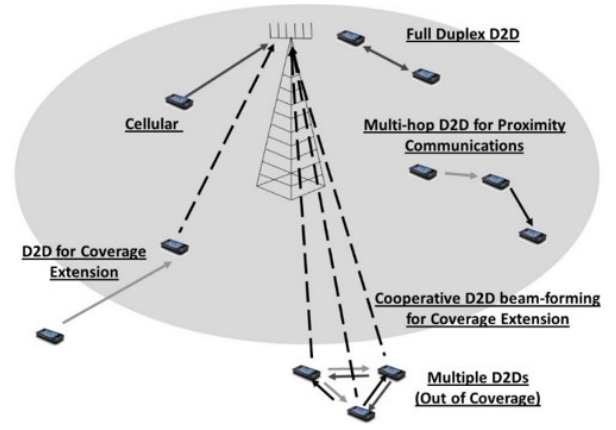 Full Duplex D2D
Cellular
Multi-hop D2D for Proximity
Communications
D2D for Coverage
Extension
Cooperative D2D beam-forming
for Coverage Extension
Multiple D2Ds
(Out of Coverage)